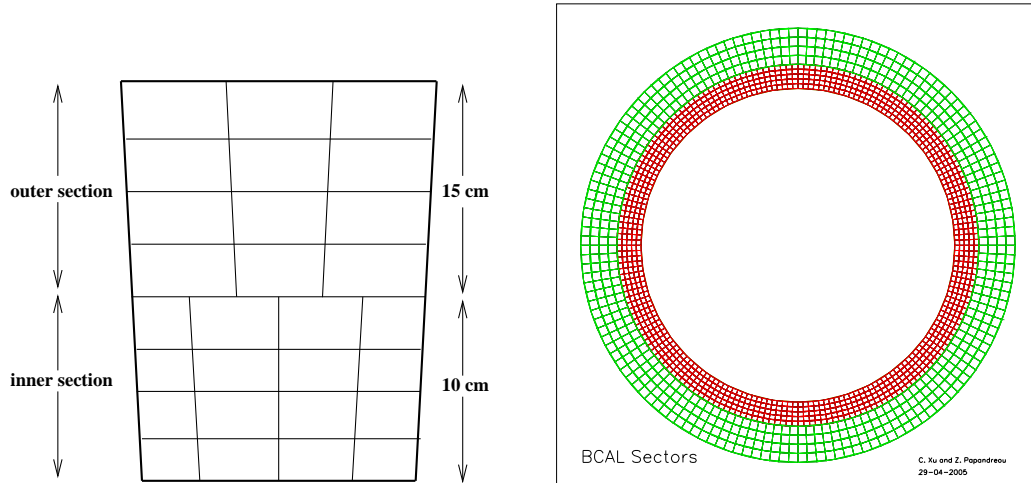 outer section
15 cm
inner section
10 cm
BCAL Sectors
C. Xu and Z. Papandreou
29-04-2005